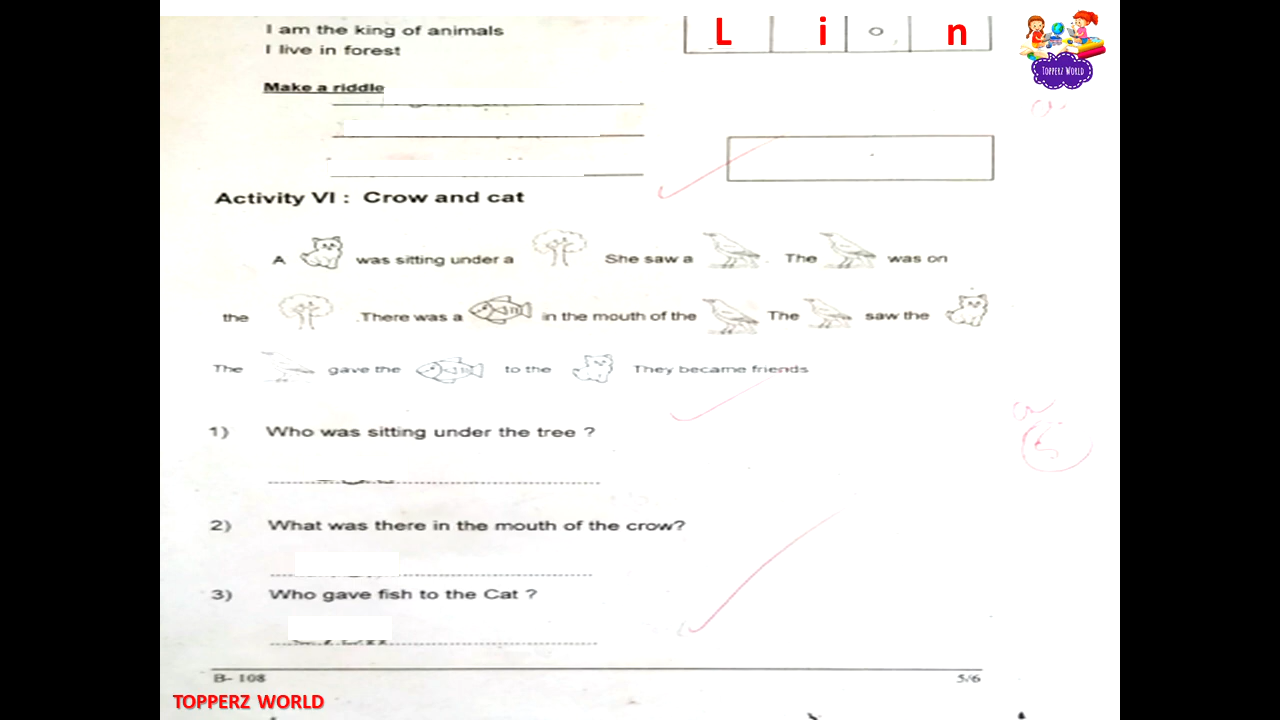 I am the king of animals
L i o n
I live in forest
TOPPERZ WORLD
Make a riddle
Activity VI : Crow and cat
A was sitting under a She saw a . The was on
the .There was a in the mouth of the The saw the
The gave the to the They became friends
1) Who was sitting under the tree ?
2) What was there in the mouth of the crow?
3) Who gave fish to the Cat ?
B- 108 5/6
TOPPERZ WORLD